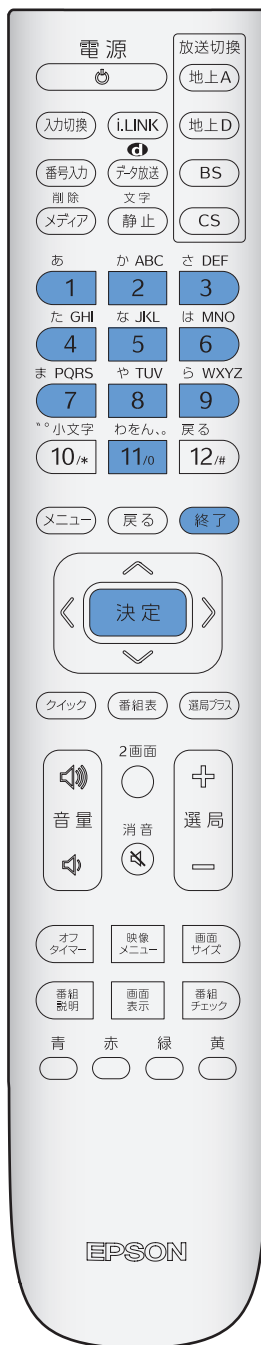 電源
放送切換
地上A
入力切換 i.LINK 地上D
番号入力 データ放送 BS
削除 文字
メディア 静止 CS
あ か ABC さ DEF
1 2 3
た GHI な JKL は MNO
4 5 6
ま PQRS や TUV ら WXYZ
7 8 9
゛゜小文字 わをん、。 戻る
10/* 11/0 12/#
メニュー 戻る 終了
決定
クイック 番組表 選局プラス
2画面
音量 選局
消音
オフタイマー 映像メニュー 画面サイズ
番組説明 画面表示 番組チェック
青 赤 緑 黄
EPSON